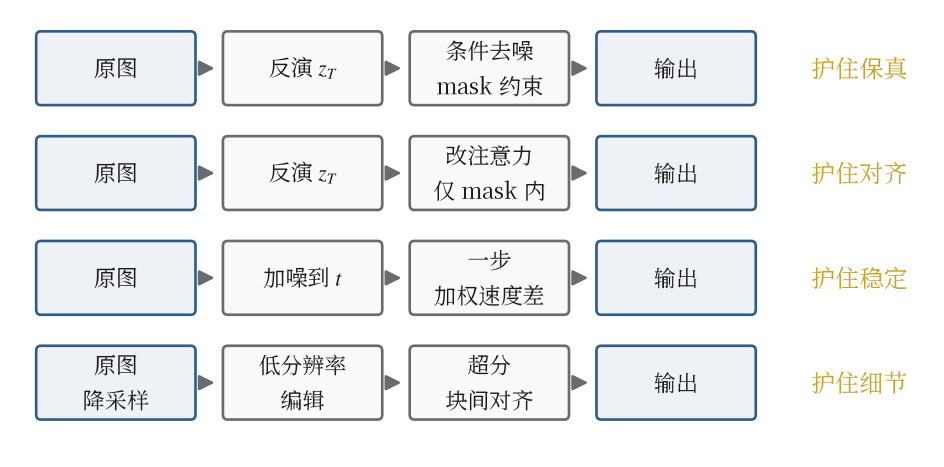 原图
反演 z_T
条件去噪
mask 约束
输出
护住保真
原图
反演 z_T
改注意力
仅 mask 内
输出
护住对齐
原图
加噪到 t
一步
加权速度差
输出
护住稳定
原图
降采样
低分辨率
编辑
超分
块间对齐
输出
护住细节